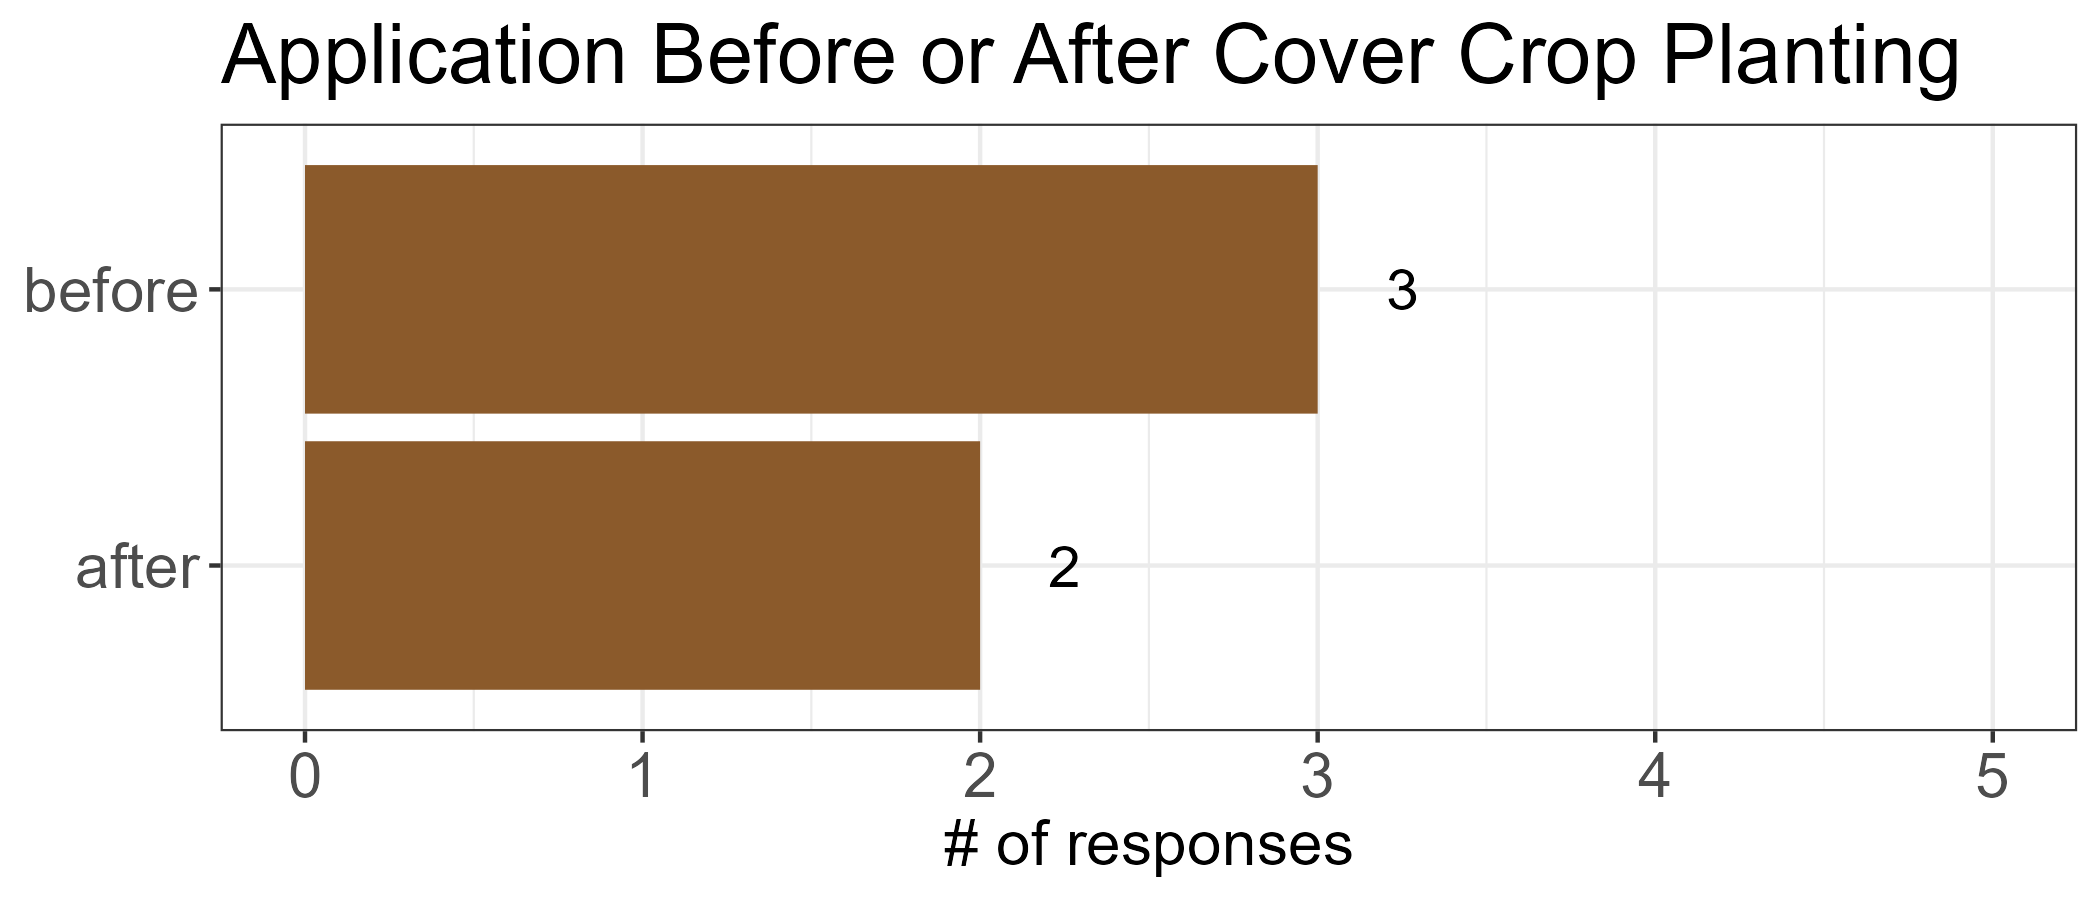 Application Before or After Cover Crop Planting
before
3
after
2
0 1 2 3 4 5
# of responses